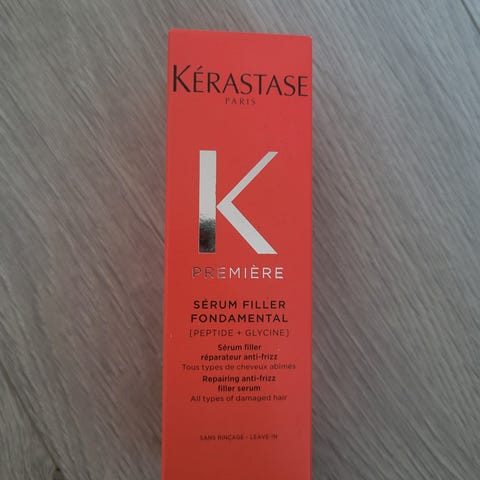 KÉRASTASE
PARIS
K
PREMIÈRE
SÉRUM FILLER
FONDAMENTAL
[PEPTIDE + GLYCINE]
Sérum filler
réparateur anti-frizz
Tous types de cheveux abîmés
Repairing anti-frizz
filler serum
All types of damaged hair
SANS RINÇAGE - LEAVE-IN